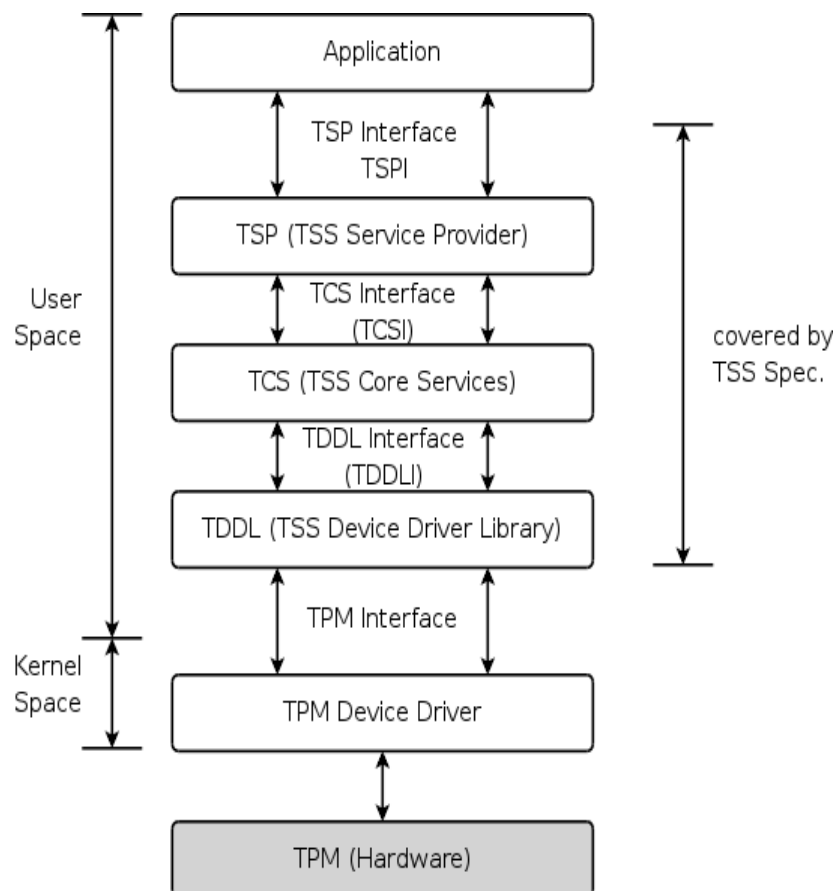 Application
TSP Interface
TSPI
TSP (TSS Service Provider)
TCS Interface
(TCSI)
User
Space
covered by
TSS Spec.
TCS (TSS Core Services)
TDDL Interface
(TDDLI)
TDDL (TSS Device Driver Library)
TPM Interface
Kernel
Space
TPM Device Driver
TPM (Hardware)